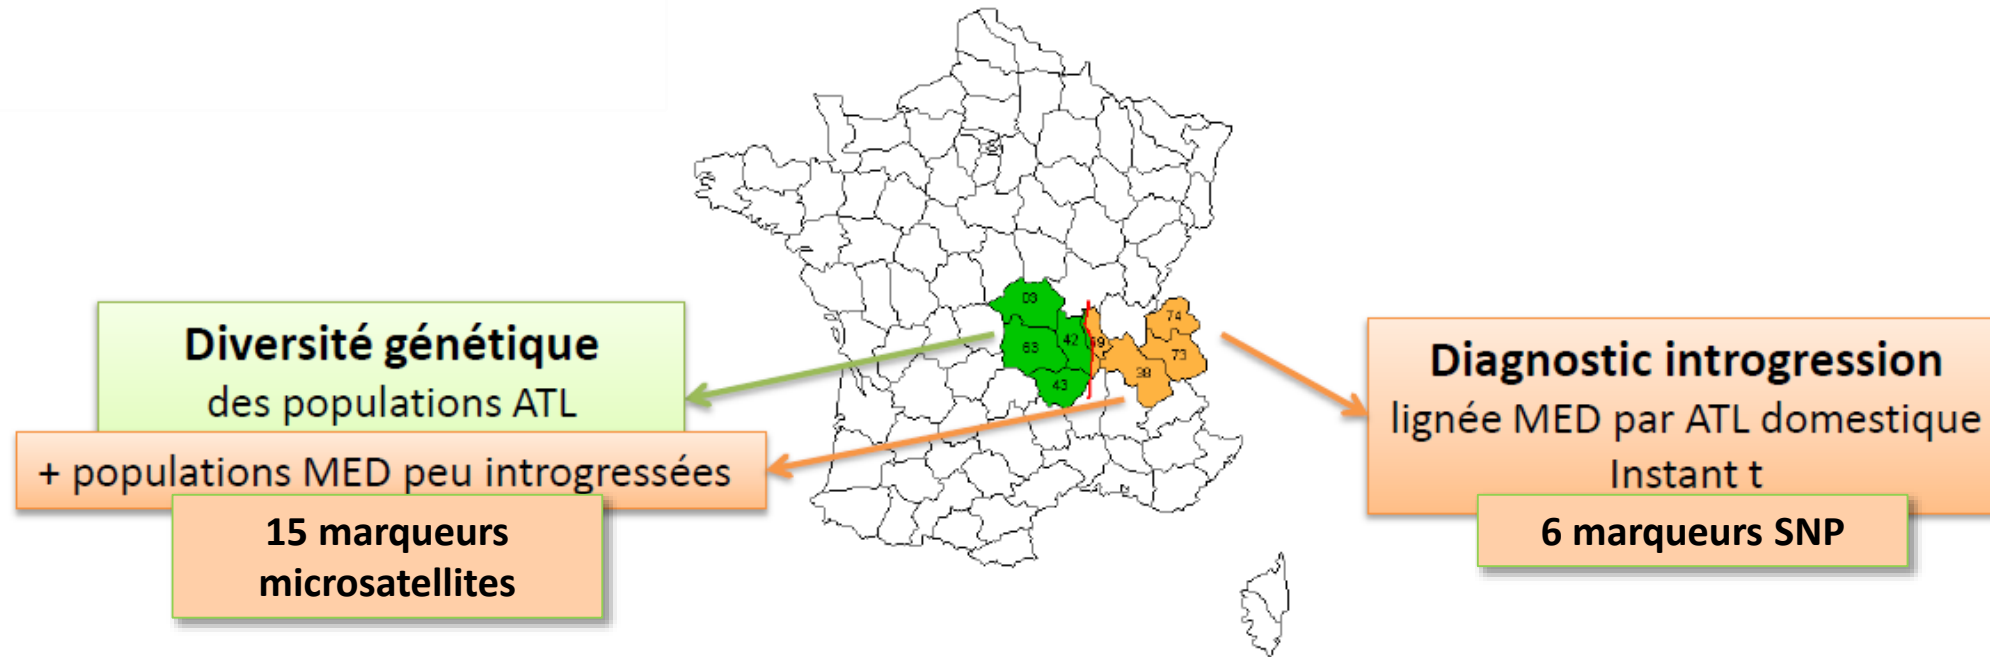 03
63
42
43
69
74
73
38
Diversité génétique
des populations ATL
+ populations MED peu introgressées
15 marqueurs
microsatellites
Diagnostic introgression
lignée MED par ATL domestique
Instant t
6 marqueurs SNP